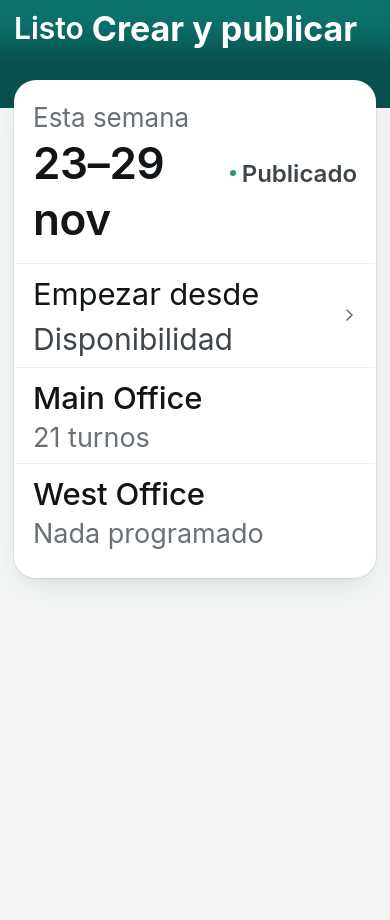 Listo Crear y publicar
Esta semana
23–29
nov
Publicado
Empezar desde
Disponibilidad
Main Office
21 turnos
West Office
Nada programado